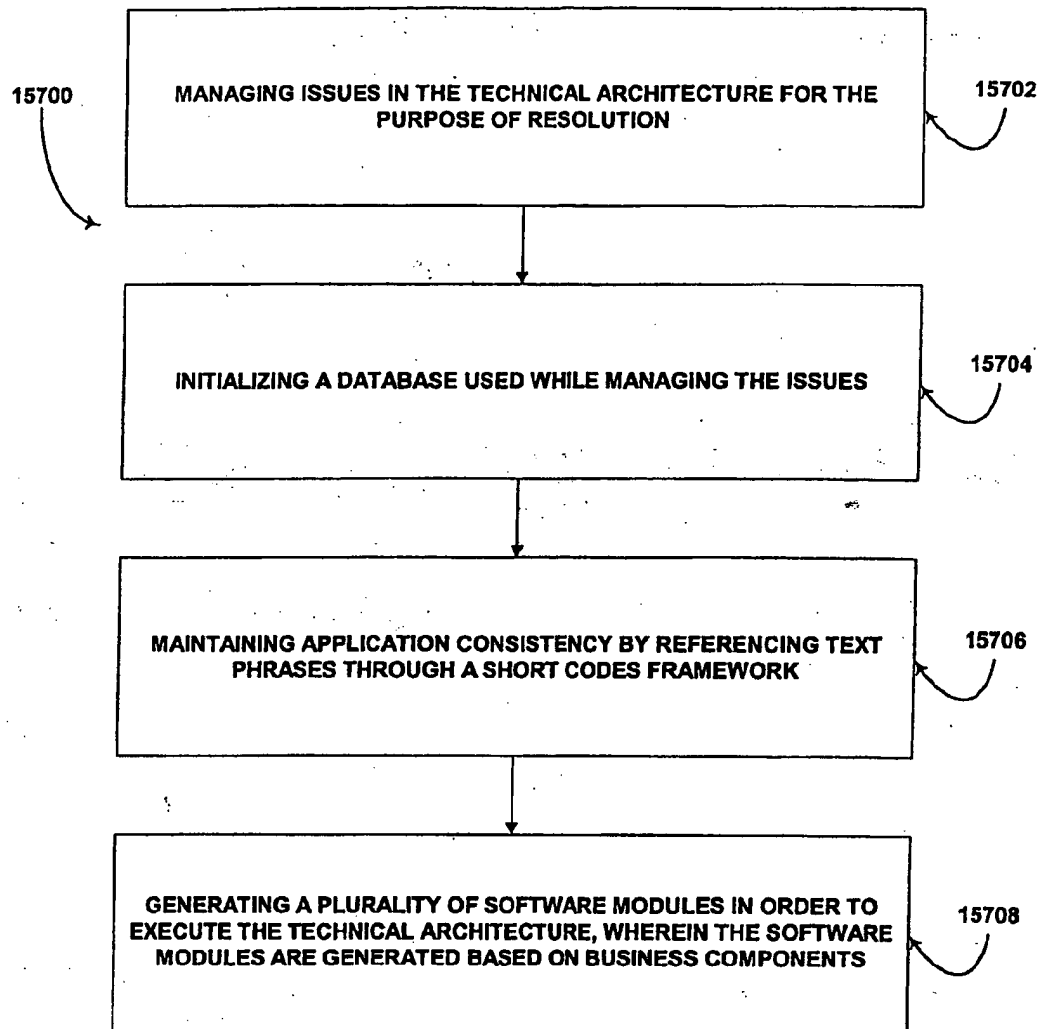 15700
MANAGING ISSUES IN THE TECHNICAL ARCHITECTURE FOR THE
PURPOSE OF RESOLUTION
15702
INITIALIZING A DATABASE USED WHILE MANAGING THE ISSUES
15704
MAINTAINING APPLICATION CONSISTENCY BY REFERENCING TEXT
PHRASES THROUGH A SHORT CODES FRAMEWORK
15706
GENERATING A PLURALITY OF SOFTWARE MODULES IN ORDER TO
EXECUTE THE TECHNICAL ARCHITECTURE, WHEREIN THE SOFTWARE
MODULES ARE GENERATED BASED ON BUSINESS COMPONENTS
15708